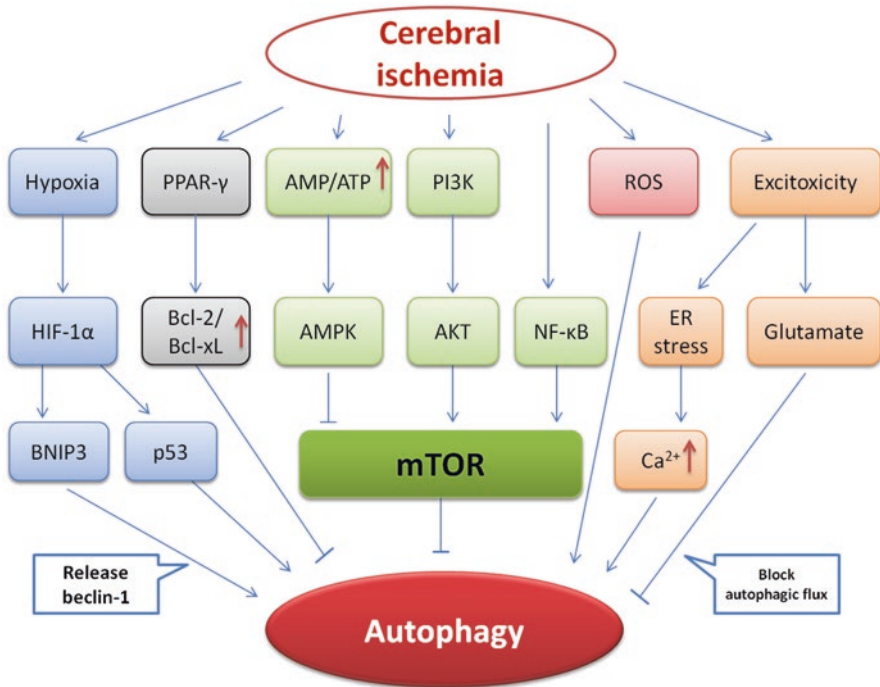 Cerebral
ischemia
Hypoxia
PPAR-γ
AMP/ATP
PI3K
ROS
Excitoxicity
HIF-1α
Bcl-2/
Bcl-xL
AMPK
AKT
NF-κB
ER
stress
Glutamate
BNIP3
p53
mTOR
Ca²⁺
Release
beclin-1
Block
autophagic flux
Autophagy